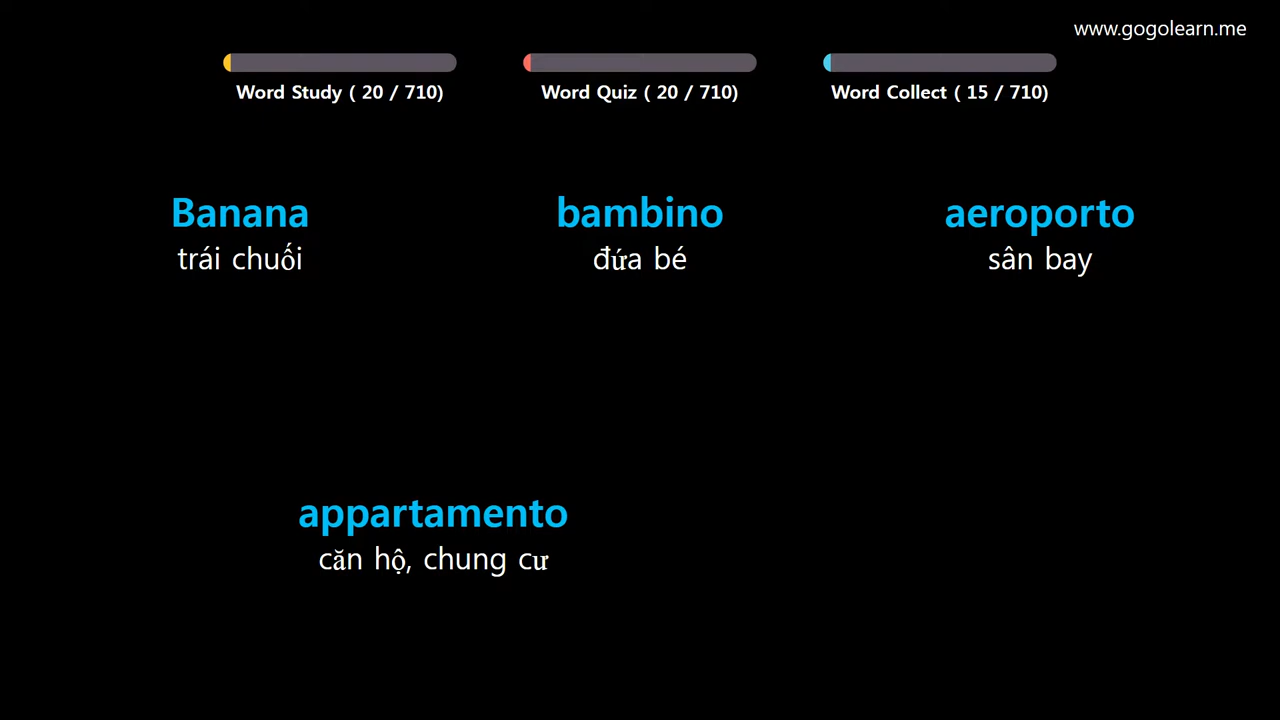 www.gogolearn.me
Word Study ( 20 / 710)
Word Quiz ( 20 / 710)
Word Collect ( 15 / 710)
Banana
trái chuối
bambino
đứa bé
aeroporto
sân bay
appartamento
căn hộ, chung cư